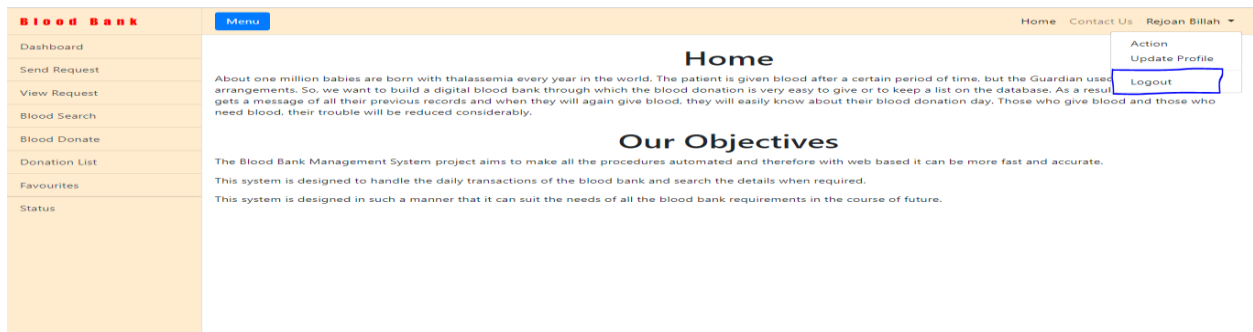 Blood Bank
Menu
Home Contact Us Rejoan Billah
Dashboard
Send Request
View Request
Blood Search
Blood Donate
Donation List
Favourites
Status
Action
Update Profile
Logout
Home
About one million babies are born with thalassemia every year in the world. The patient is given blood after a certain period of time, but the Guardian used
arrangements. So, we want to build a digital blood bank through which the blood donation is very easy to give or to keep a list on the database. As a resul
gets a message of all their previous records and when they will again give blood, they will easily know about their blood donation day. Those who give blood and those who
need blood, their trouble will be reduced considerably.
Our Objectives
The Blood Bank Management System project aims to make all the procedures automated and therefore with web based it can be more fast and accurate.
This system is designed to handle the daily transactions of the blood bank and search the details when required.
This system is designed in such a manner that it can suit the needs of all the blood bank requirements in the course of future.